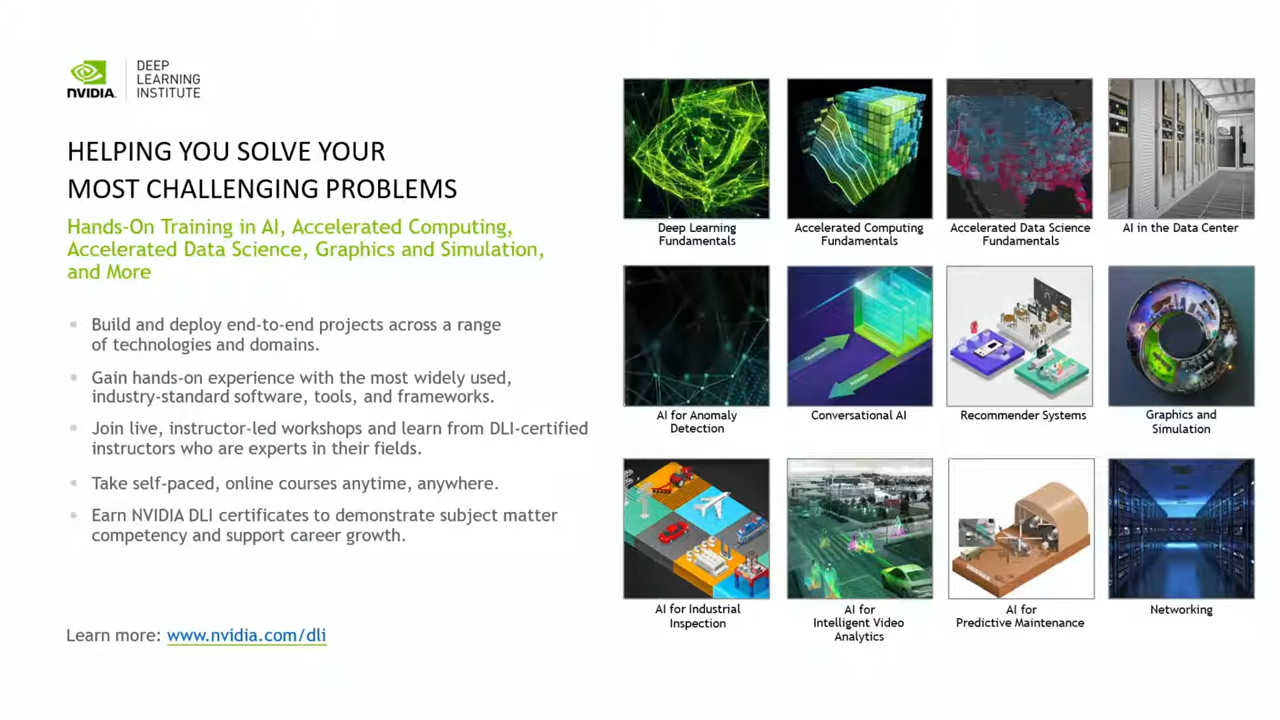 NVIDIA.
DEEP
LEARNING
INSTITUTE
HELPING YOU SOLVE YOUR
MOST CHALLENGING PROBLEMS
Hands-On Training in AI, Accelerated Computing,
Accelerated Data Science, Graphics and Simulation,
and More
Build and deploy end-to-end projects across a range
of technologies and domains.
Gain hands-on experience with the most widely used,
industry-standard software, tools, and frameworks.
Join live, instructor-led workshops and learn from DLI-certified
instructors who are experts in their fields.
Take self-paced, online courses anytime, anywhere.
Earn NVIDIA DLI certificates to demonstrate subject matter
competency and support career growth.
Learn more: www.nvidia.com/dli
Deep Learning
Fundamentals
Accelerated Computing
Fundamentals
Accelerated Data Science
Fundamentals
AI in the Data Center
AI for Anomaly
Detection
Question
Answer
Conversational AI
Recommender Systems
Graphics and
Simulation
AI for Industrial
Inspection
AI for
Intelligent Video
Analytics
AI for
Predictive Maintenance
Networking